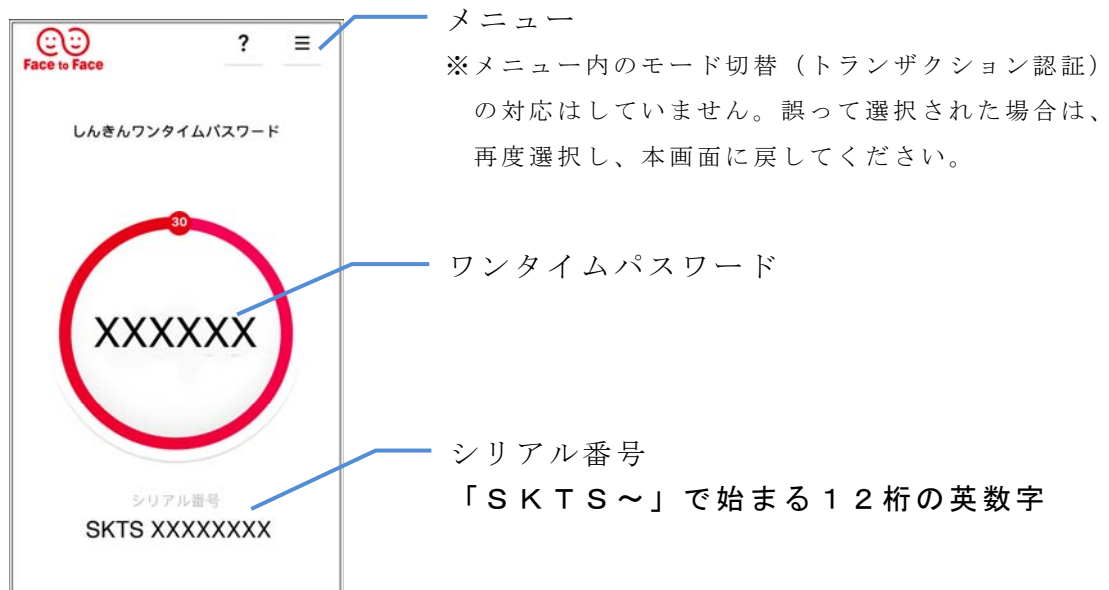 Face to Face
?
しんきんワンタイムパスワード
30
XXXXXX
シリアル番号
SKTS XXXXXXXX
メニュー
※メニュー内のモード切替（トランザクション認証）
の対応はしていません。誤って選択された場合は、
再度選択し、本画面に戻してください。
ワンタイムパスワード
シリアル番号
「ＳＫＴＳ～」で始まる１２桁の英数字